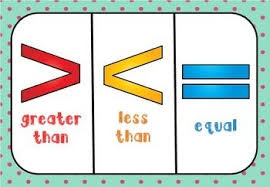 > < =
greater less equal
than than